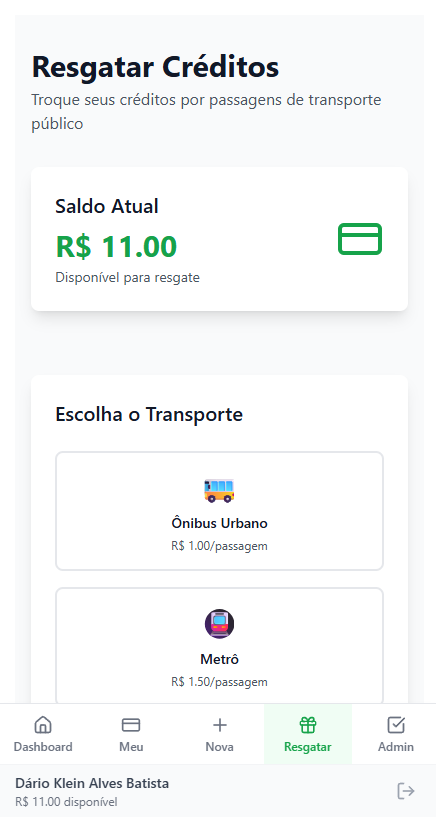 Resgatar Créditos
Troque seus créditos por passagens de transporte
público
Saldo Atual
R$ 11.00
Disponível para resgate
Escolha o Transporte
Ônibus Urbano
R$ 1.00/passagem
Metrô
R$ 1.50/passagem
Dashboard
Meu
Nova
Resgatar
Admin
Dário Klein Alves Batista
R$ 11.00 disponível